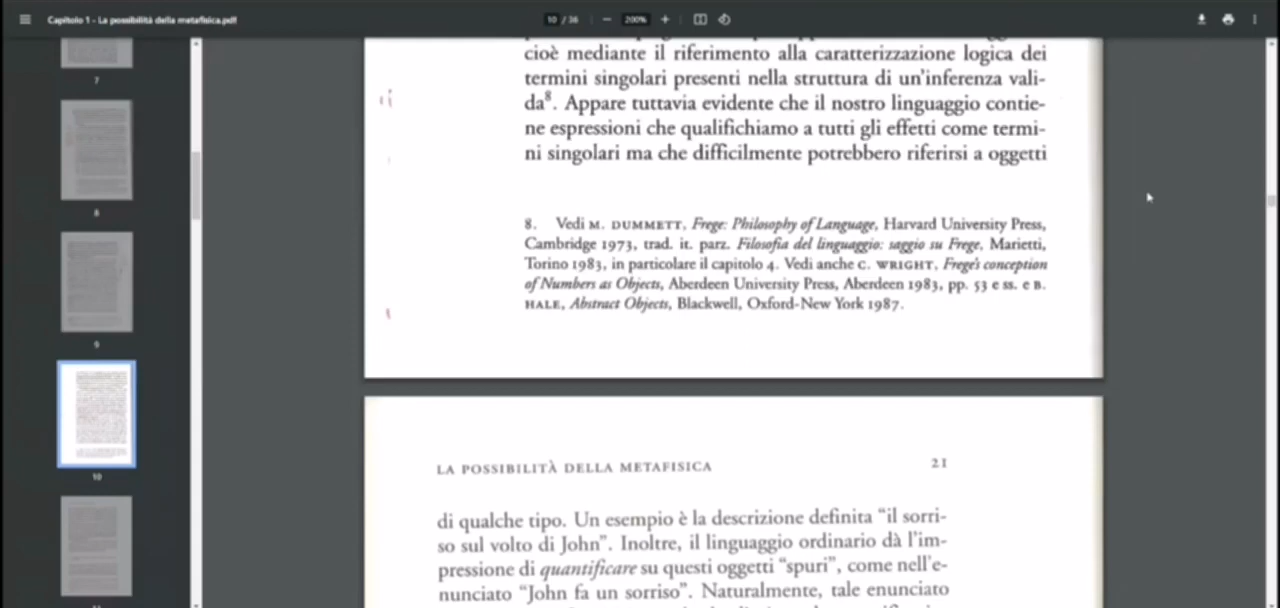 Capitolo 1 - La possibilità della metafisica.pdf
10 / 36
200%
7
8
9
10
cioè mediante il riferimento alla caratterizzazione logica dei
termini singolari presenti nella struttura di un'inferenza vali-
da8. Appare tuttavia evidente che il nostro linguaggio contie-
ne espressioni che qualifichiamo a tutti gli effetti come termi-
ni singolari ma che difficilmente potrebbero riferirsi a oggetti
8. Vedi M. DUMMETT, Frege: Philosophy of Language, Harvard University Press,
Cambridge 1973, trad. it. parz. Filosofia del linguaggio: saggio su Frege, Marietti,
Torino 1983, in particolare il capitolo 4. Vedi anche C. WRIGHT, Frege's conception
of Numbers as Objects, Aberdeen University Press, Aberdeen 1983, pp. 53 e ss. e B.
HALE, Abstract Objects, Blackwell, Oxford-New York 1987.
LA POSSIBILITÀ DELLA METAFISICA
21
di qualche tipo. Un esempio è la descrizione definita “il sorri-
so sul volto di John”. Inoltre, il linguaggio ordinario dà l'im-
pressione di quantificare su questi oggetti “spuri”, come nell'e-
nunciato “John fa un sorriso”. Naturalmente, tale enunciato